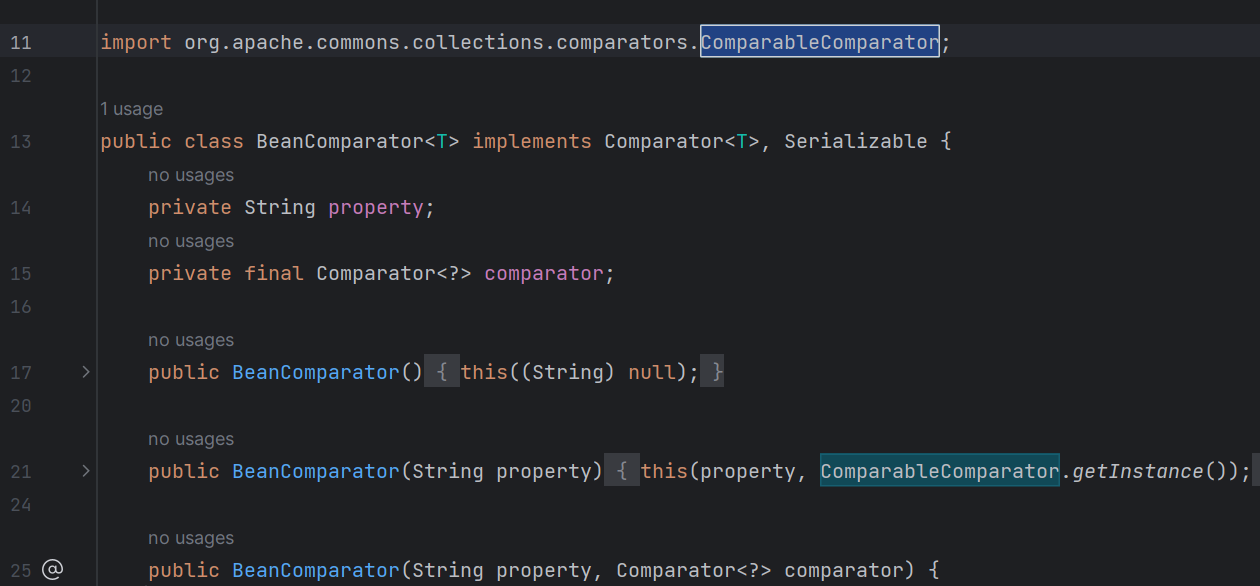 11 import org.apache.commons.collections.comparators.ComparableComparator;
12
1 usage
13 public class BeanComparator<T> implements Comparator<T>, Serializable {
no usages
14 private String property;
no usages
15 private final Comparator<?> comparator;
16
no usages
17 public BeanComparator() { this((String) null); }
20
no usages
21 public BeanComparator(String property) { this(property, ComparableComparator.getInstance());
24
no usages
25 @ public BeanComparator(String property, Comparator<?> comparator) {